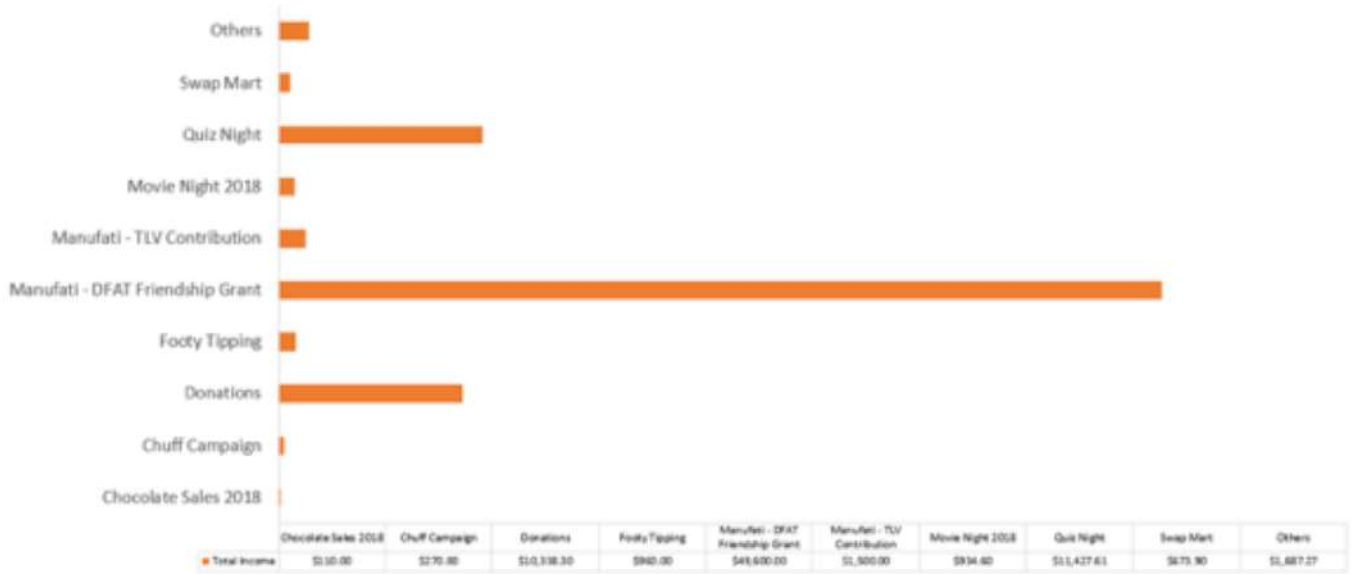 Others
Swap Mart
Quiz Night
Movie Night 2018
Manufati - TLV Contribution
Manufati - DFAT Friendship Grant
Footy Tipping
Donations
Chuff Campaign
Chocolate Sales 2018
Chocolate Sales 2018 Chuff Campaign Donations Footy Tipping Manufati - DFAT Friendship Grant Manufati - TLV Contribution Movie Night 2018 Quiz Night Swap Mart Others
Total Income $110.00 $270.00 $10,338.30 $960.00 $49,600.00 $1,500.00 $934.60 $11,427.61 $673.90 $1,687.27